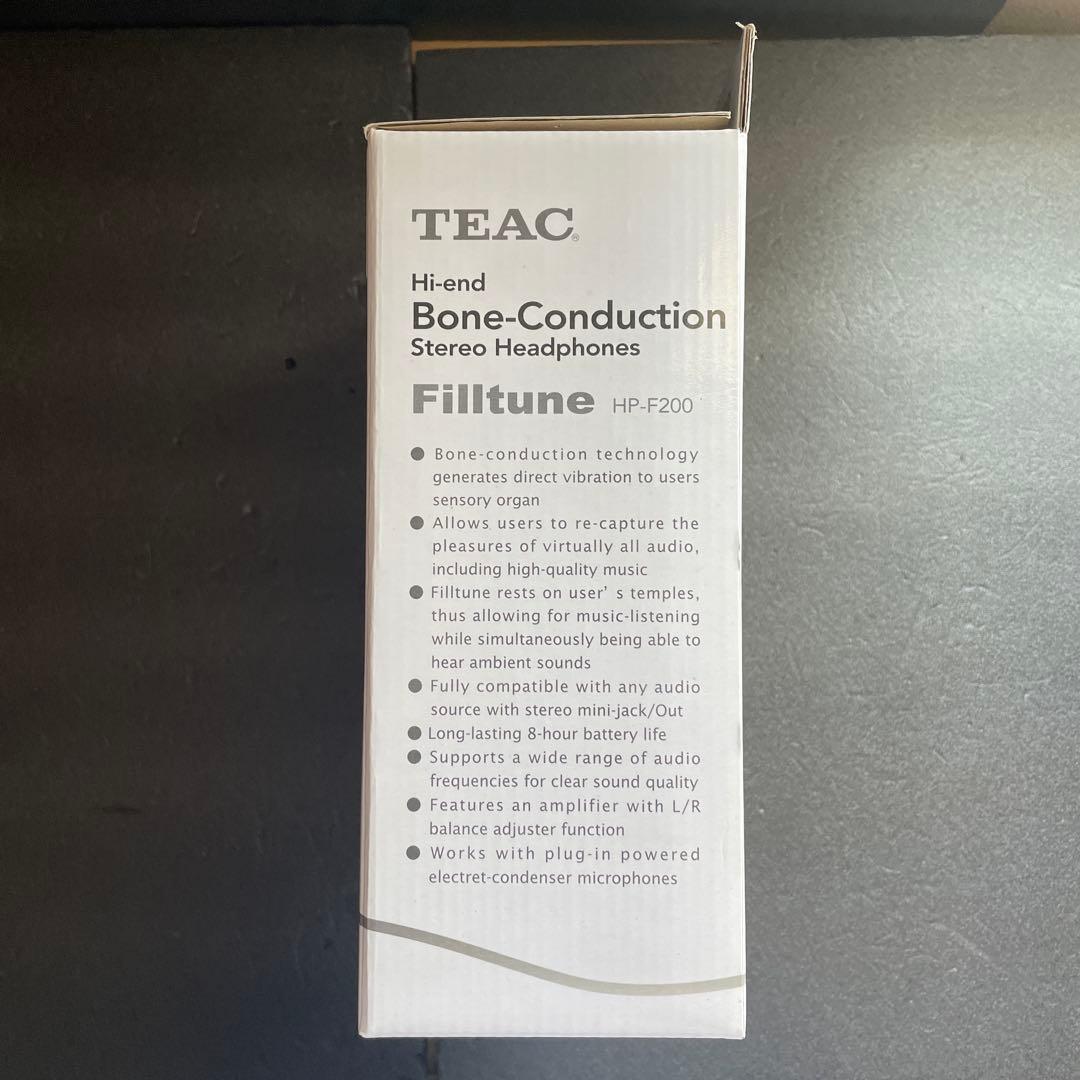 TEAC®
Hi-end
Bone-Conduction
Stereo Headphones
Filltune HP-F200
● Bone-conduction technology
generates direct vibration to users
sensory organ
● Allows users to re-capture the
pleasures of virtually all audio,
including high-quality music
● Filltune rests on user’ s temples,
thus allowing for music-listening
while simultaneously being able to
hear ambient sounds
● Fully compatible with any audio
source with stereo mini-jack/Out
● Long-lasting 8-hour battery life
● Supports a wide range of audio
frequencies for clear sound quality
● Features an amplifier with L/R
balance adjuster function
● Works with plug-in powered
electret-condenser microphones